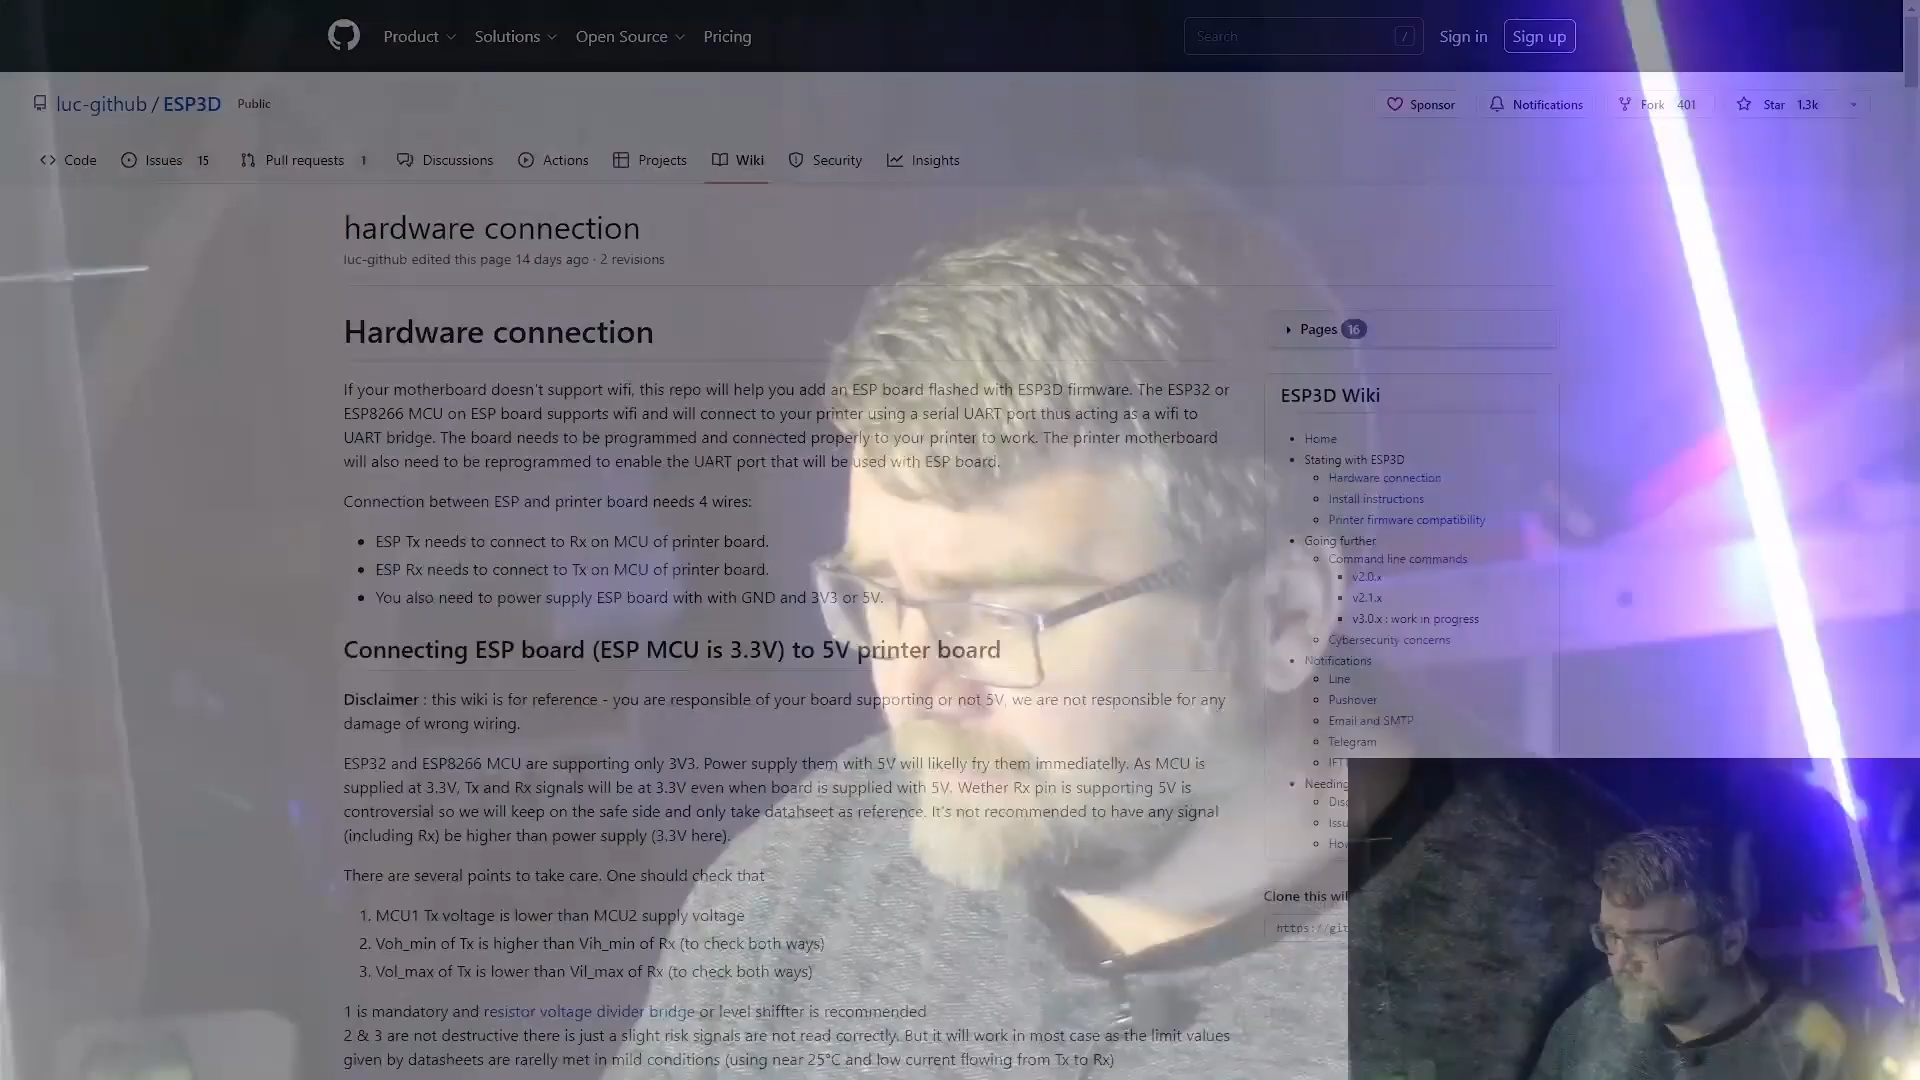 Product Solutions Open Source Pricing Search / Sign in Sign up
luc-github / ESP3D Public Sponsor Notifications Fork 401 Star 1.3k
Code Issues 15 Pull requests 1 Discussions Actions Projects Wiki Security Insights
hardware connection
luc-github edited this page 14 days ago · 2 revisions
Hardware connection
If your motherboard doesn't support wifi, this repo will help you add an ESP board flashed with ESP3D firmware. The ESP32 or
ESP8266 MCU on ESP board supports wifi and will connect to your printer using a serial UART port thus acting as a wifi to
UART bridge. The board needs to be programmed and connected properly to your printer to work. The printer motherboard
will also need to be reprogrammed to enable the UART port that will be used with ESP board.
Connection between ESP and printer board needs 4 wires:
• ESP Tx needs to connect to Rx on MCU of printer board.
• ESP Rx needs to connect to Tx on MCU of printer board.
• You also need to power supply ESP board with with GND and 3V3 or 5V.
Connecting ESP board (ESP MCU is 3.3V) to 5V printer board
Disclaimer : this wiki is for reference - you are responsible of your board supporting or not 5V, we are not responsible for any
damage of wrong wiring.
ESP32 and ESP8266 MCU are supporting only 3V3. Power supply them with 5V will likelly fry them immediatelly. As MCU is
supplied at 3.3V, Tx and Rx signals will be at 3.3V even when board is supplied with 5V. Wether Rx pin is supporting 5V is
controversial so we will keep on the safe side and only take datahseet as reference. It's not recommended to have any signal
(including Rx) be higher than power supply (3.3V here).
There are several points to take care. One should check that
1. MCU1 Tx voltage is lower than MCU2 supply voltage
2. Voh_min of Tx is higher than Vih_min of Rx (to check both ways)
3. Vol_max of Tx is lower than Vil_max of Rx (to check both ways)
1 is mandatory and resistor voltage divider bridge or level shiffter is recommended
2 & 3 are not destructive there is just a slight risk signals are not read correctly. But it will work in most case as the limit values
given by datasheets are rarelly met in mild conditions (using near 25°C and low current flowing from Tx to Rx)
Pages 16
ESP3D Wiki
Home
Stating with ESP3D
Hardware connection
Install instructions
Printer firmware compatibility
Going further
Command line commands
v2.0.x
v2.1.x
v3.0.x : work in progress
Cybersecurity concerns
Notifications
Line
Pushover
Email and SMTP
Telegram
Needing
Clone this wi
https://git